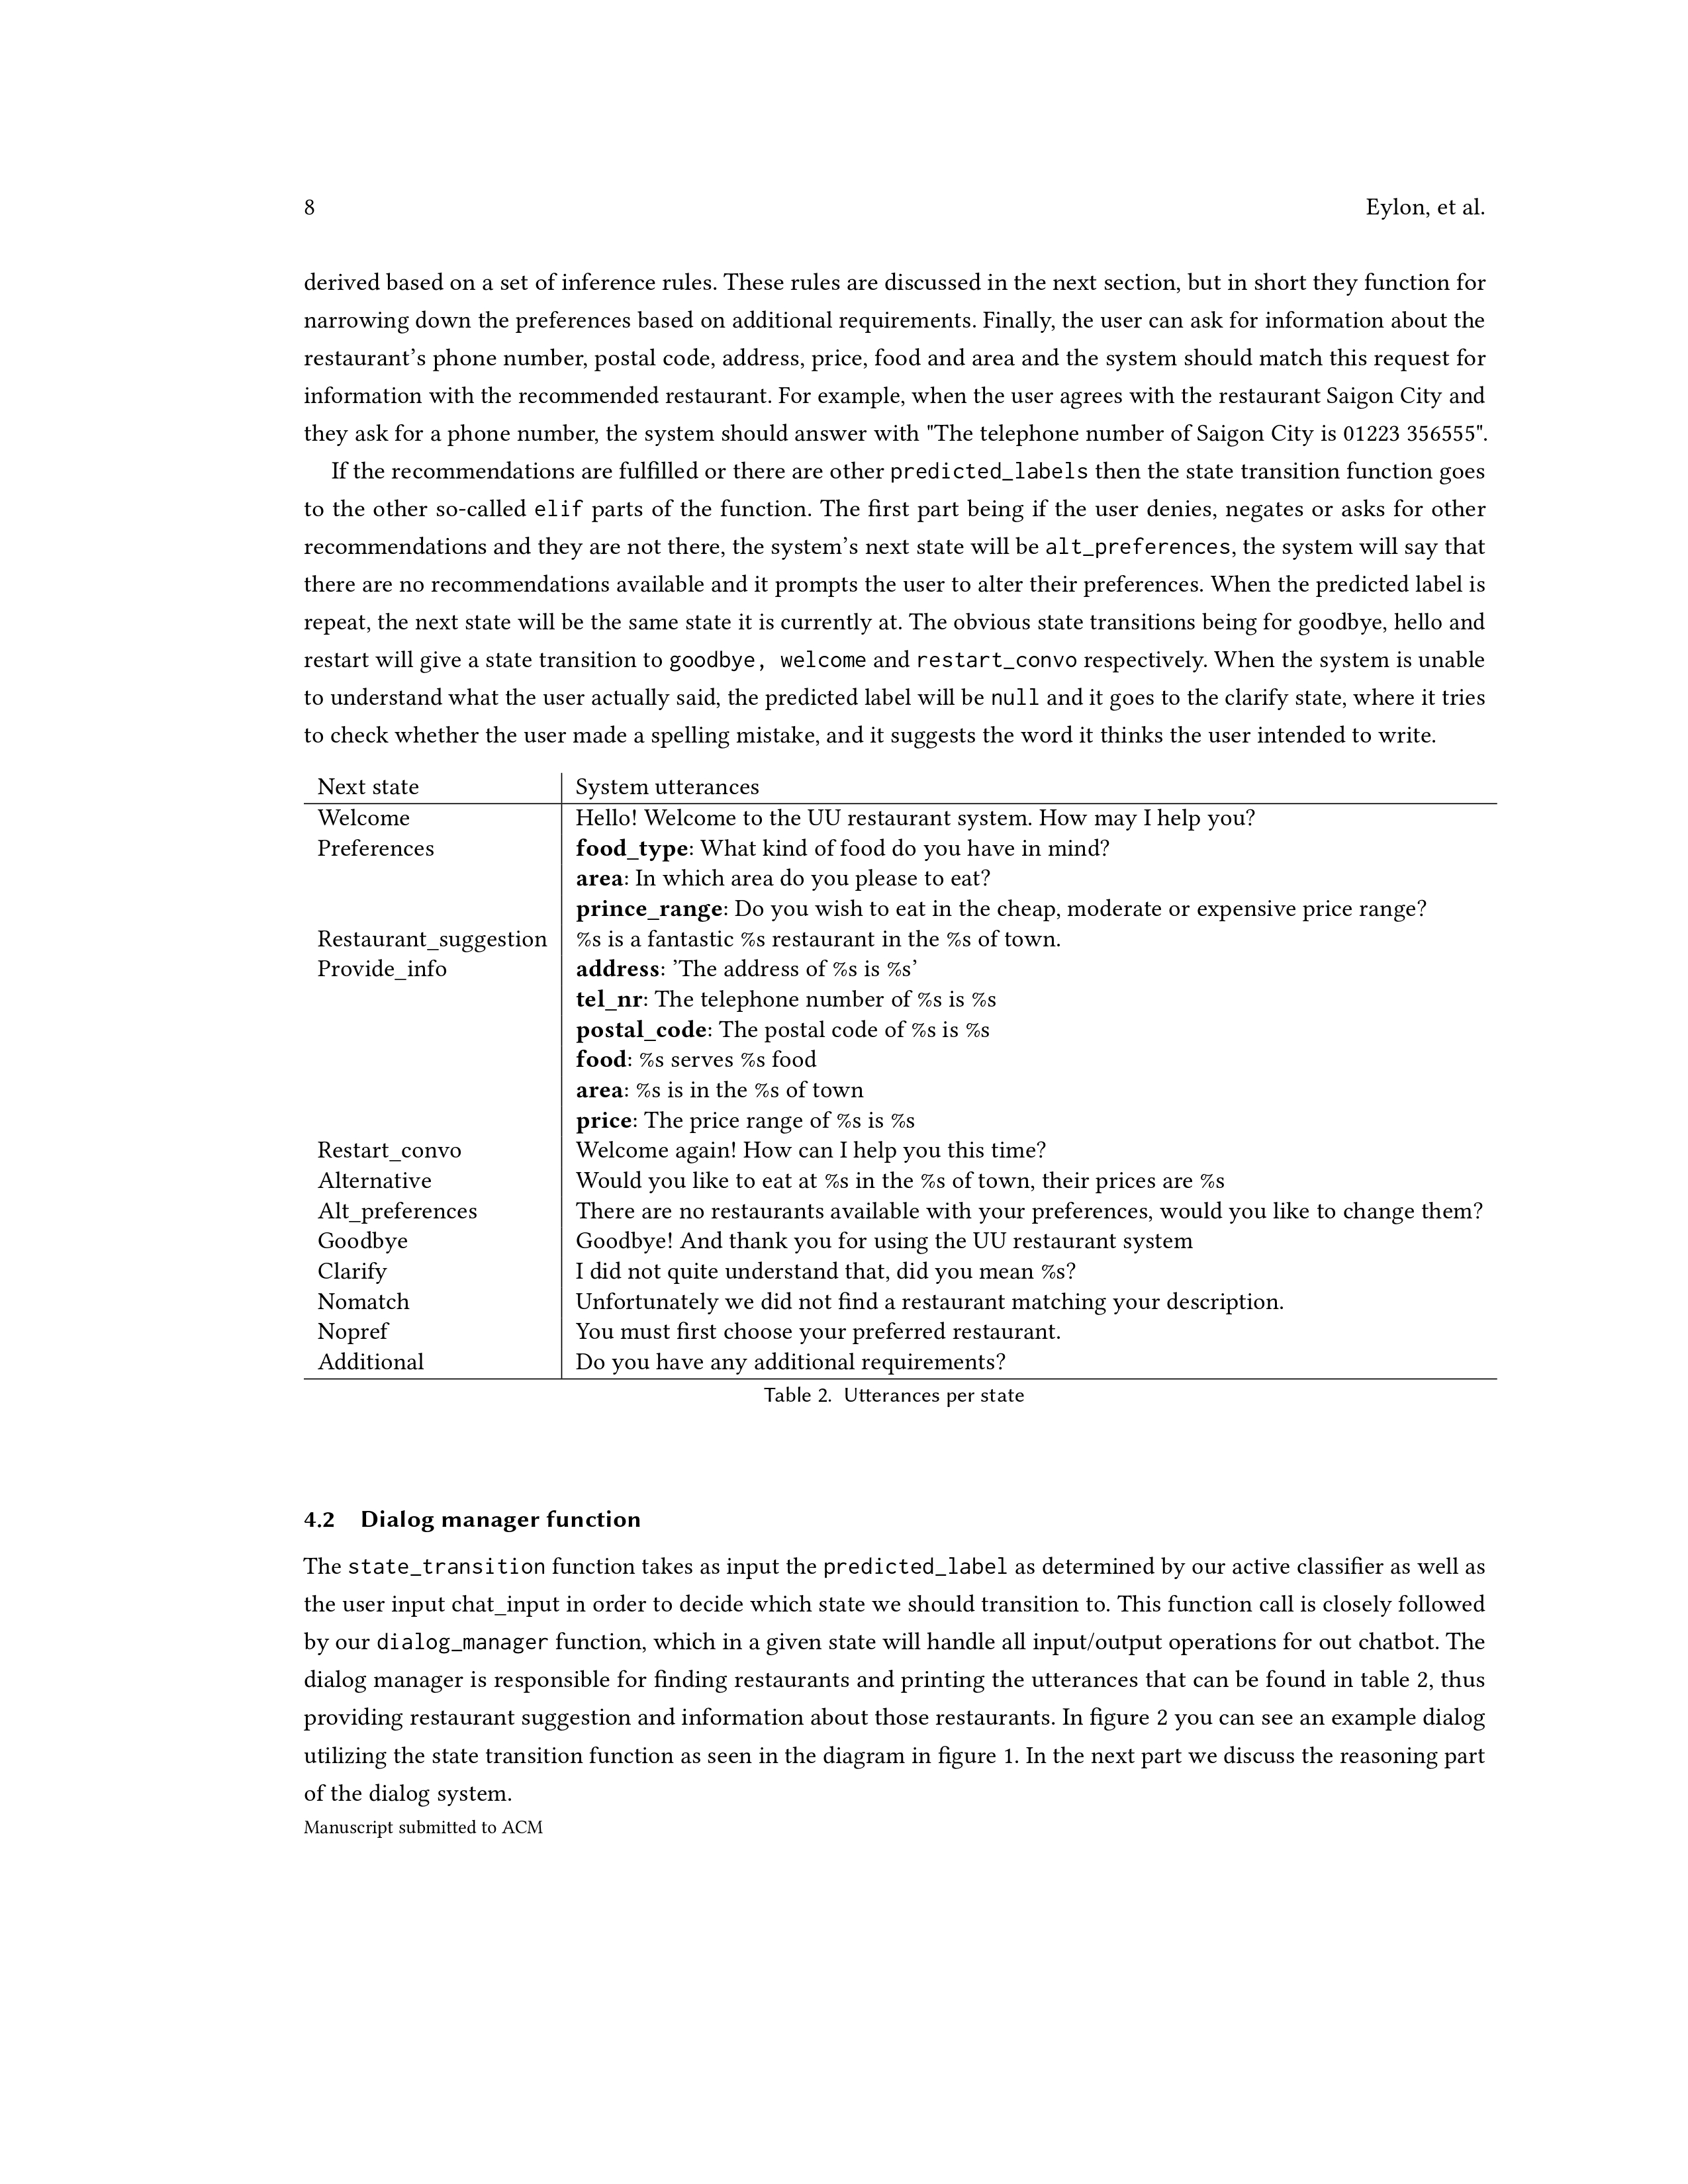 8 Eylon, et al.
derived based on a set of inference rules. These rules are discussed in the next section, but in short they function for
narrowing down the preferences based on additional requirements. Finally, the user can ask for information about the
restaurant’s phone number, postal code, address, price, food and area and the system should match this request for
information with the recommended restaurant. For example, when the user agrees with the restaurant Saigon City and
they ask for a phone number, the system should answer with "The telephone number of Saigon City is 01223 356555".
If the recommendations are fulfilled or there are other predicted_labels then the state transition function goes
to the other so-called elif parts of the function. The first part being if the user denies, negates or asks for other
recommendations and they are not there, the system’s next state will be alt_preferences, the system will say that
there are no recommendations available and it prompts the user to alter their preferences. When the predicted label is
repeat, the next state will be the same state it is currently at. The obvious state transitions being for goodbye, hello and
restart will give a state transition to goodbye, welcome and restart_convo respectively. When the system is unable
to understand what the user actually said, the predicted label will be null and it goes to the clarify state, where it tries
to check whether the user made a spelling mistake, and it suggests the word it thinks the user intended to write.
Next state System utterances
Welcome Hello! Welcome to the UU restaurant system. How may I help you?
Preferences food_type: What kind of food do you have in mind?
area: In which area do you please to eat?
prince_range: Do you wish to eat in the cheap, moderate or expensive price range?
Restaurant_suggestion %s is a fantastic %s restaurant in the %s of town.
Provide_info address: ’The address of %s is %s’
tel_nr: The telephone number of %s is %s
postal_code: The postal code of %s is %s
food: %s serves %s food
area: %s is in the %s of town
price: The price range of %s is %s
Restart_convo Welcome again! How can I help you this time?
Alternative Would you like to eat at %s in the %s of town, their prices are %s
Alt_preferences There are no restaurants available with your preferences, would you like to change them?
Goodbye Goodbye! And thank you for using the UU restaurant system
Clarify I did not quite understand that, did you mean %s?
Nomatch Unfortunately we did not find a restaurant matching your description.
Nopref You must first choose your preferred restaurant.
Additional Do you have any additional requirements?
Table 2. Utterances per state
4.2 Dialog manager function
The state_transition function takes as input the predicted_label as determined by our active classifier as well as
the user input chat_input in order to decide which state we should transition to. This function call is closely followed
by our dialog_manager function, which in a given state will handle all input/output operations for out chatbot. The
dialog manager is responsible for finding restaurants and printing the utterances that can be found in table 2, thus
providing restaurant suggestion and information about those restaurants. In figure 2 you can see an example dialog
utilizing the state transition function as seen in the diagram in figure 1. In the next part we discuss the reasoning part
of the dialog system.
Manuscript submitted to ACM